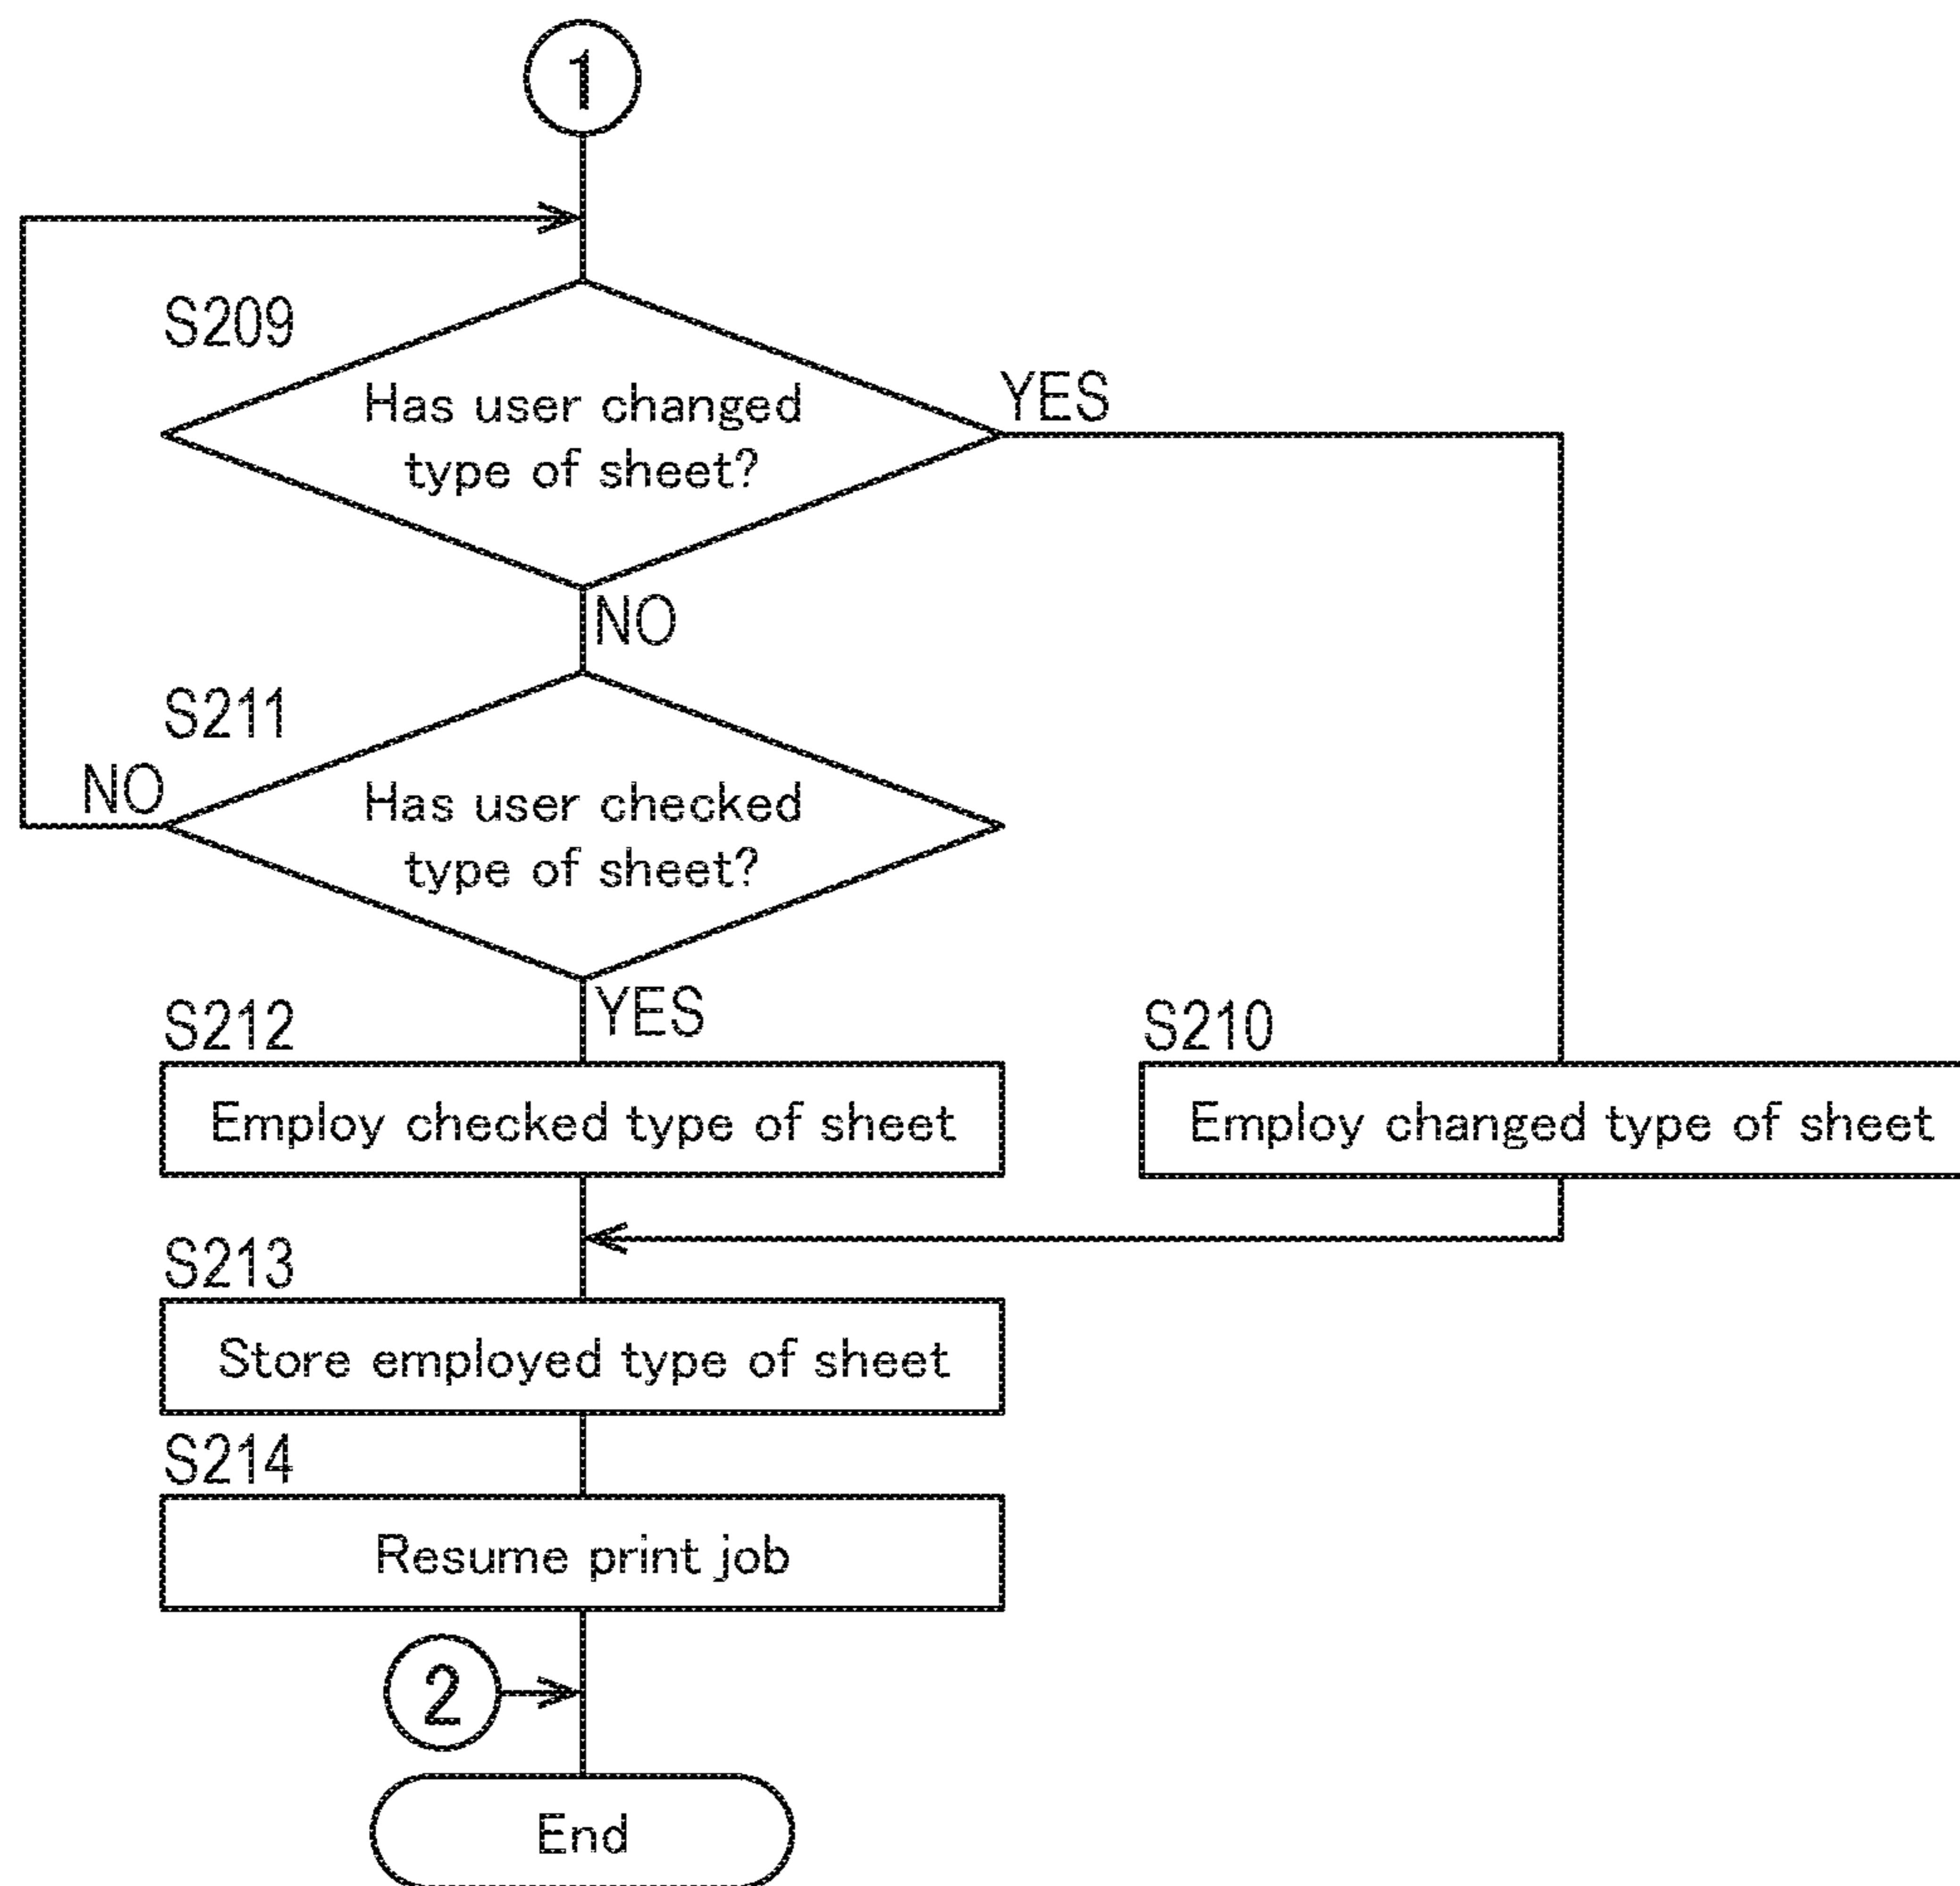 1
S209
Has user changed
type of sheet?
YES
NO
S211
NO
Has user checked
type of sheet?
YES
S212
Employ checked type of sheet
S210
Employ changed type of sheet
S213
Store employed type of sheet
S214
Resume print job
2
End